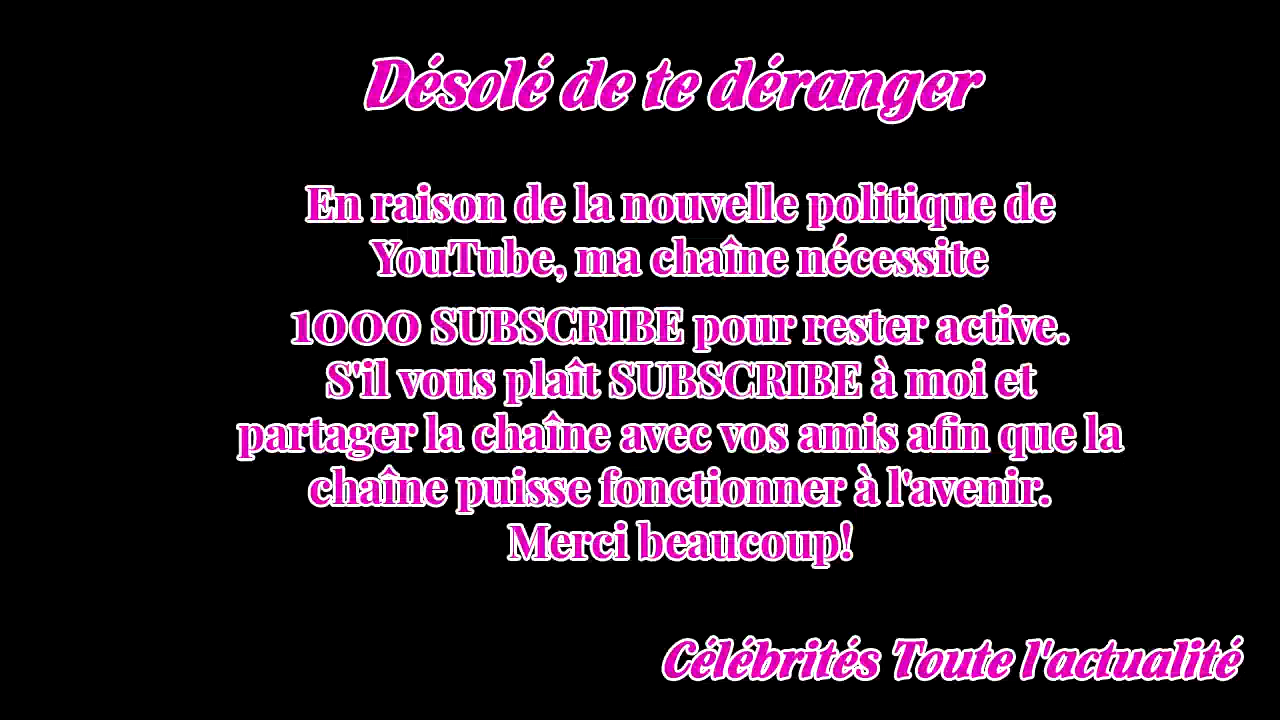 Désolé de te déranger
En raison de la nouvelle politique de
YouTube, ma chaîne nécessite
1000 SUBSCRIBE pour rester active.
S'il vous plaît SUBSCRIBE à moi et
partager la chaîne avec vos amis afin que la
chaîne puisse fonctionner à l'avenir.
Merci beaucoup!
Célébrités Toute l'actualité